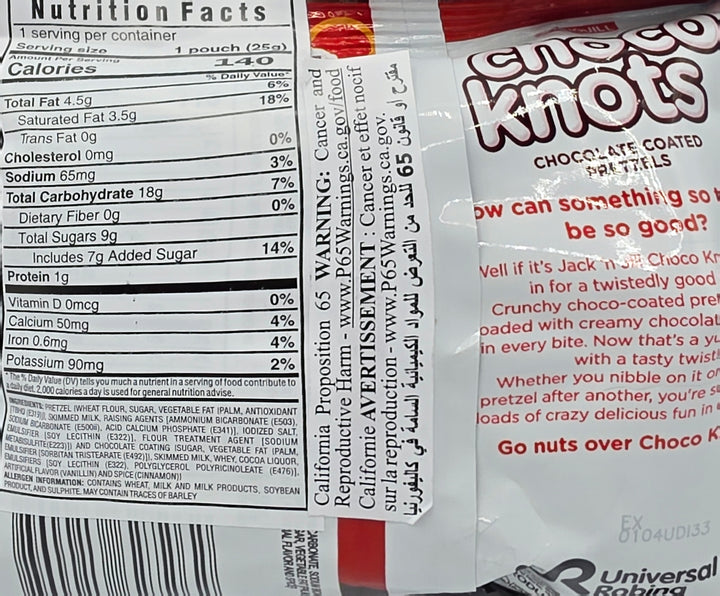 Nutrition Facts
1 serving per container
Serving size 1 pouch (25g)
Amount Per Serving
Calories 140
% Daily Value*
Total Fat 4.5g 6%
Saturated Fat 3.5g 18%
Trans Fat 0g
Cholesterol 0mg 0%
Sodium 65mg 3%
Total Carbohydrate 18g 7%
Dietary Fiber 0g 0%
Total Sugars 9g
Includes 7g Added Sugar 14%
Protein 1g
Vitamin D 0mcg 0%
Calcium 50mg 4%
Iron 0.6mg 4%
Potassium 90mg 2%
* The % Daily Value (DV) tells you much a nutrient in a serving of food contribute to
a daily diet. 2,000 calories a day is used for general nutrition advise.
INGREDIENTS: PRETZEL [WHEAT FLOUR, SUGAR, VEGETABLE FAT (PALM, ANTIOXIDANT
TBHQ (E319)), SKIMMED MILK, RAISING AGENTS [AMMONIUM BICARBONATE (E503),
SODIUM BICARBONATE (E500ii), ACID CALCIUM PHOSPHATE (E341)], IODIZED SALT,
EMULSIFIER [SOY LECITHIN (E322)], FLOUR TREATMENT AGENT [SODIUM
METABISULFITE(E223)]] AND CHOCOLATE COATING (SUGAR, VEGETABLE FAT (PALM,
EMULSIFIER (SORBITAN TRISTEARATE (E492)], SKIMMED MILK, WHEY, COCOA LIQUOR,
EMULSIFIERS [SOY LECITHIN (E322), POLYGLYCEROL POLYRICINOLEATE (E476)],
ARTIFICIAL FLAVOR (VANILLIN) AND SPICE (CINNAMON)]
ALLERGEN INFORMATION: CONTAINS WHEAT, MILK AND MILK PRODUCTS, SOYBEAN
PRODUCT, AND SULPHITE. MAY CONTAIN TRACES OF BARLEY
California Proposition 65 WARNING: Cancer and
Reproductive Harm - www.P65Warnings.ca.gov/food
Californie AVERTISSEMENT : Cancer et effet nocif
sur la reproduction - www.P65Warnings.ca.gov.
مقترح أو قانون 65 للحد من التعرض للمواد الكيميائية السامة في كاليفورنيا
choco
knots
CHOCOLATE COATED
PRETZELS
ow can something so
be so good?
Well if it's Jack 'n Jill Choco Kn
in for a twistedly good
Crunchy choco-coated pre
oaded with creamy chocolat
in every bite. Now that's a yu
with a tasty twist
Whether you nibble on it or
pretzel after another, you're s
loads of crazy delicious fun in
Go nuts over Choco K
EX
0104UDI33
Universal
Robina